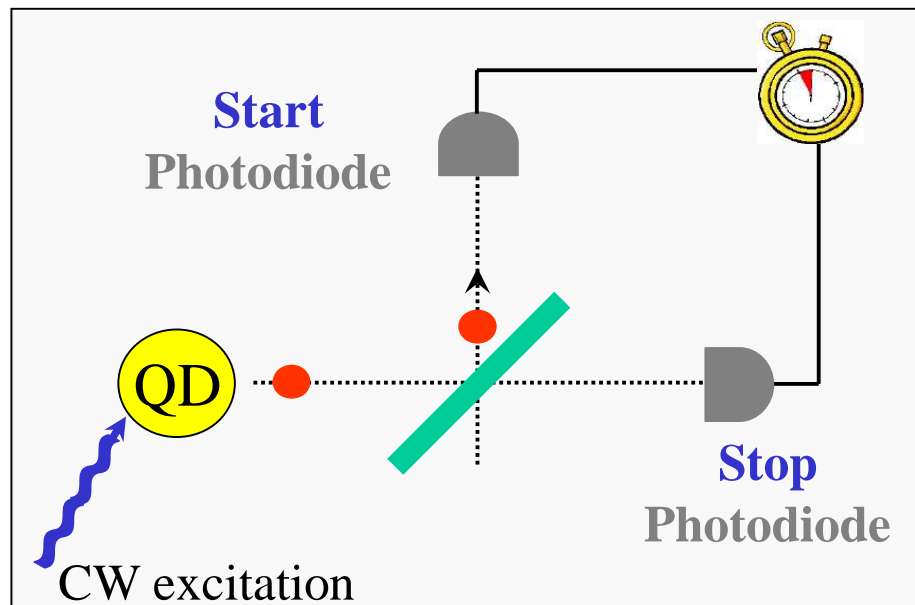 Start
Photodiode
QD
Stop
Photodiode
CW excitation